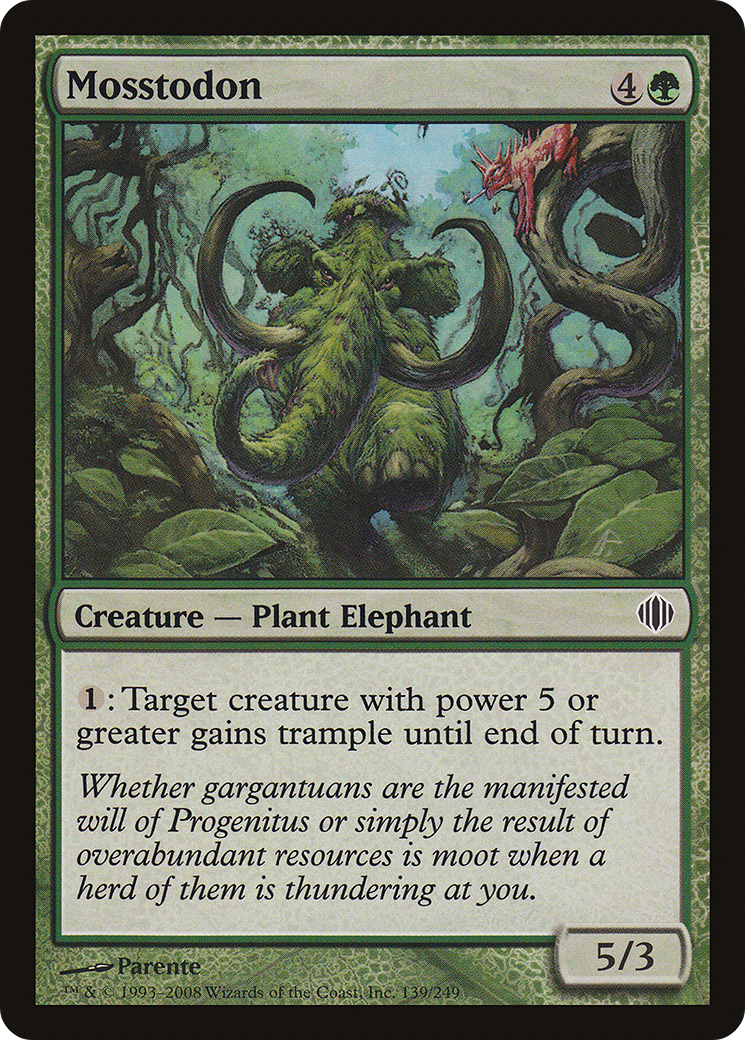 Mosstodon 4
Creature — Plant Elephant
1: Target creature with power 5 or
greater gains trample until end of turn.
Whether gargantuans are the manifested
will of Progenitus or simply the result of
overabundant resources is moot when a
herd of them is thundering at you.
5/3
Parente
™ & © 1993–2008 Wizards of the Coast, Inc. 139/249